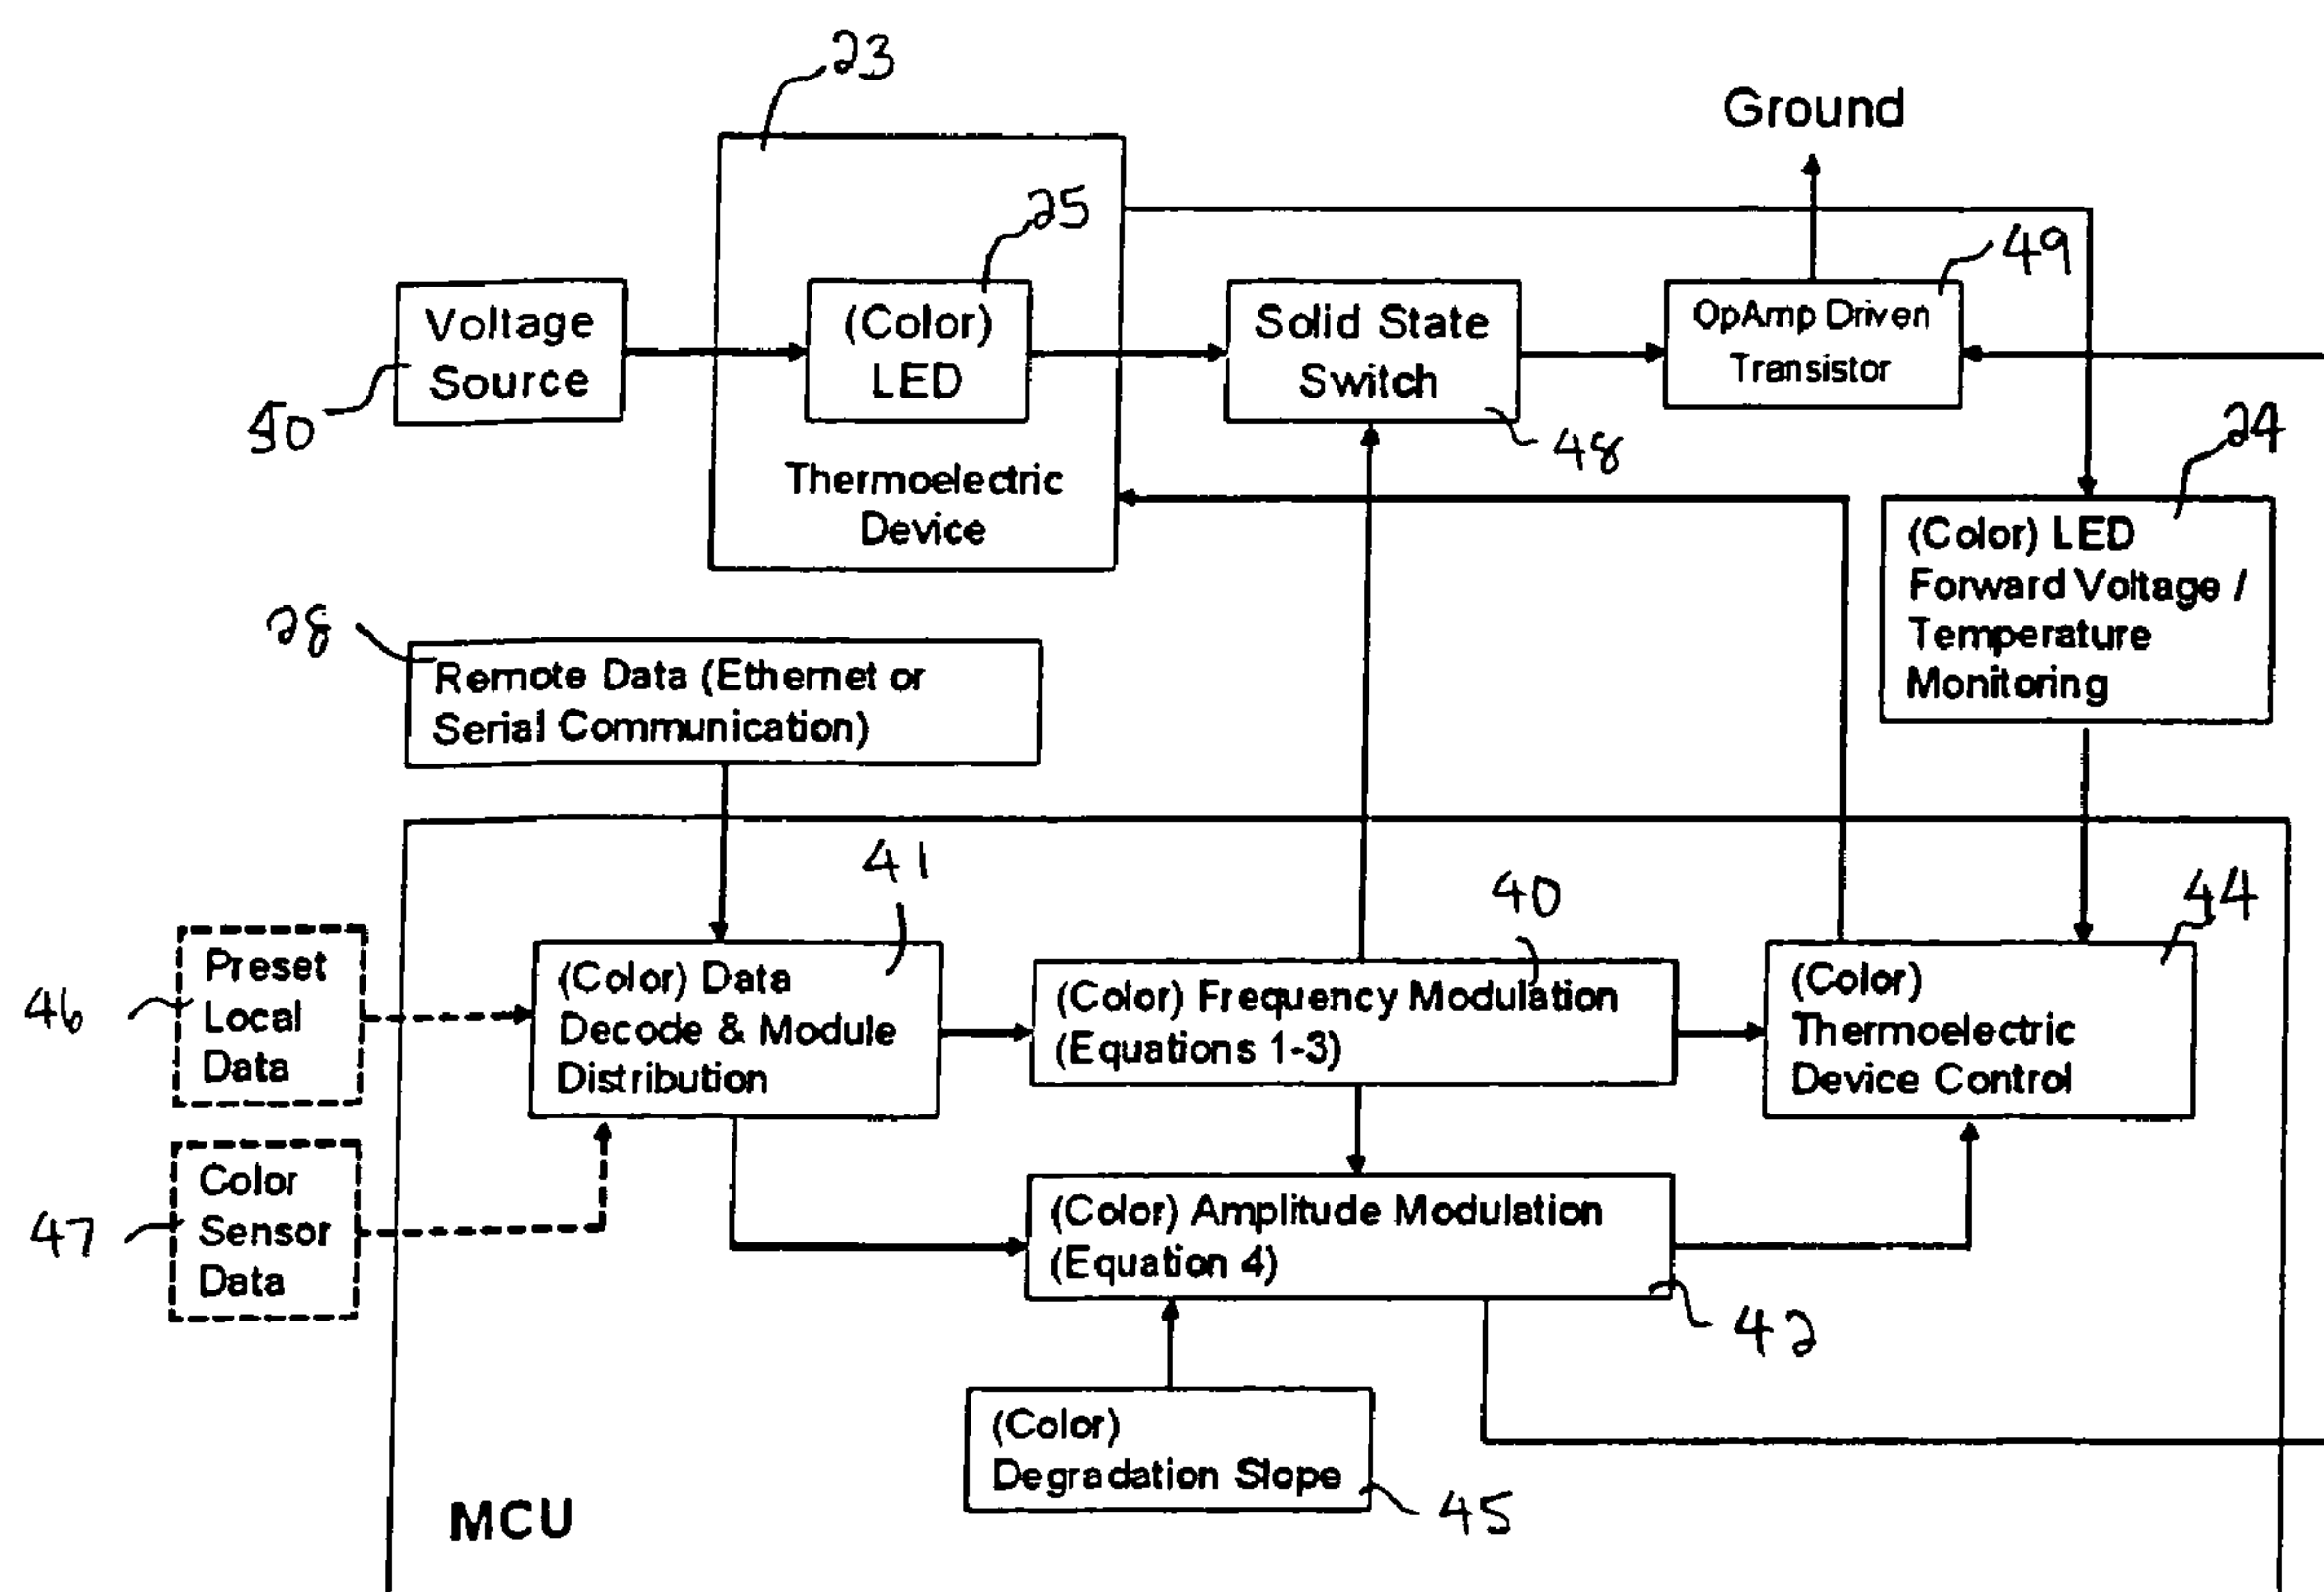 23
Ground
25
49
Voltage
Source
(Color)
LED
Solid State
Switch
OpAmp Driven
Transistor
50
48
24
Thermoelectric
Device
(Color) LED
Forward Voltage /
Temperature
Monitoring
28
Remote Data (Ethernet or
Serial Communication)
41
40
44
46
Preset
Local
Data
(Color) Data
Decode & Module
Distribution
(Color) Frequency Modulation
(Equations 1-3)
(Color)
Thermoelectric
Device Control
47
Color
Sensor
Data
(Color) Amplitude Modulation
(Equation 4)
42
(Color)
Degradation Slope
45
MCU